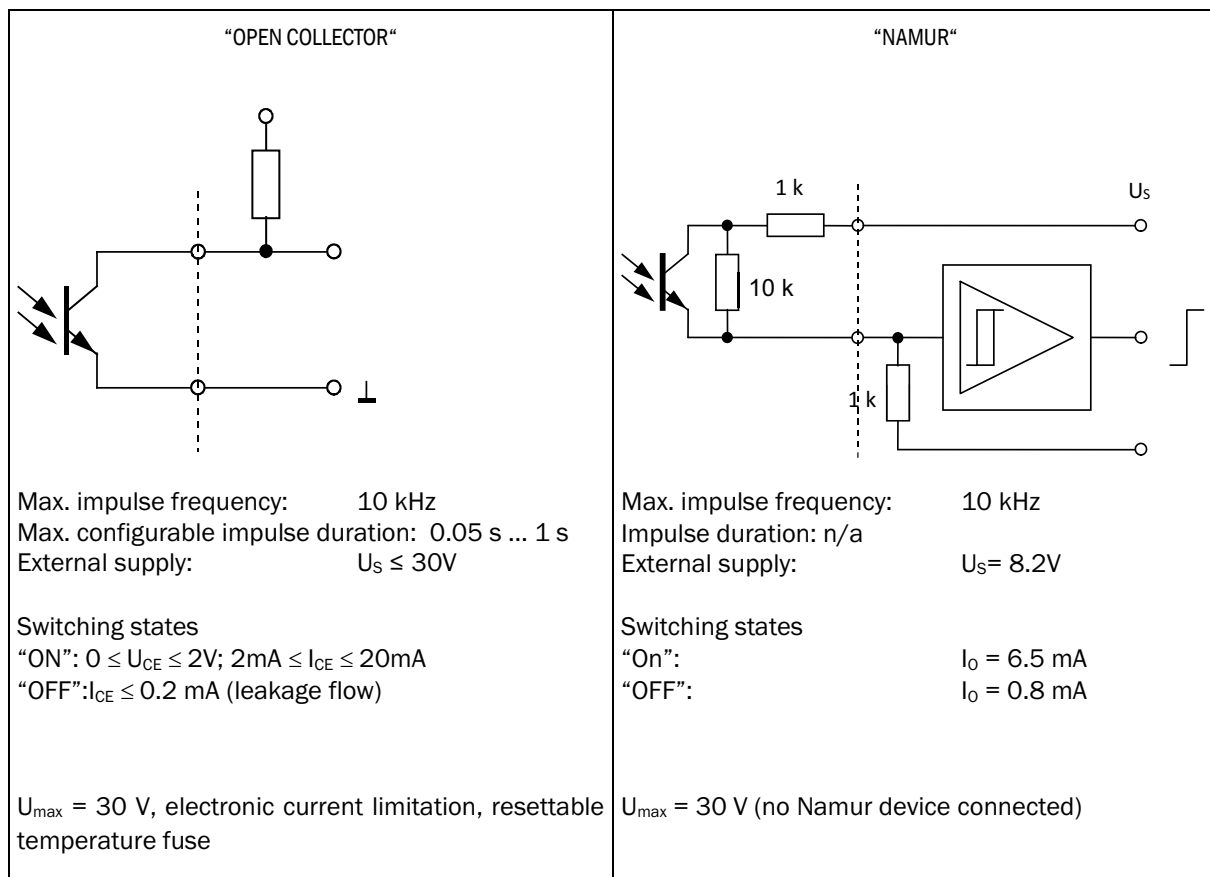 “OPEN COLLECTOR“
Max. impulse frequency: 10 kHz
Max. configurable impulse duration: 0.05 s ... 1 s
External supply: US ≤ 30V
Switching states
“ON”: 0 ≤ UCE ≤ 2V; 2mA ≤ ICE ≤ 20mA
“OFF”:ICE ≤ 0.2 mA (leakage flow)
Umax = 30 V, electronic current limitation, resettable
temperature fuse
“NAMUR“
1 k
US
10 k
1 k
Max. impulse frequency: 10 kHz
Impulse duration: n/a
External supply: US= 8.2V
Switching states
“On”: I0 = 6.5 mA
“OFF”: I0 = 0.8 mA
Umax = 30 V (no Namur device connected)